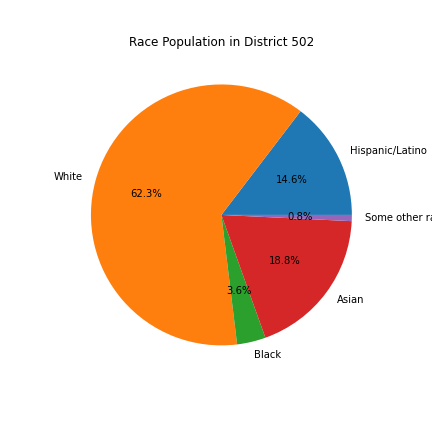 Race Population in District 502
Hispanic/Latino
White
14.6%
62.3%
0.8%
Some other ra
18.8%
3.6%
Asian
Black